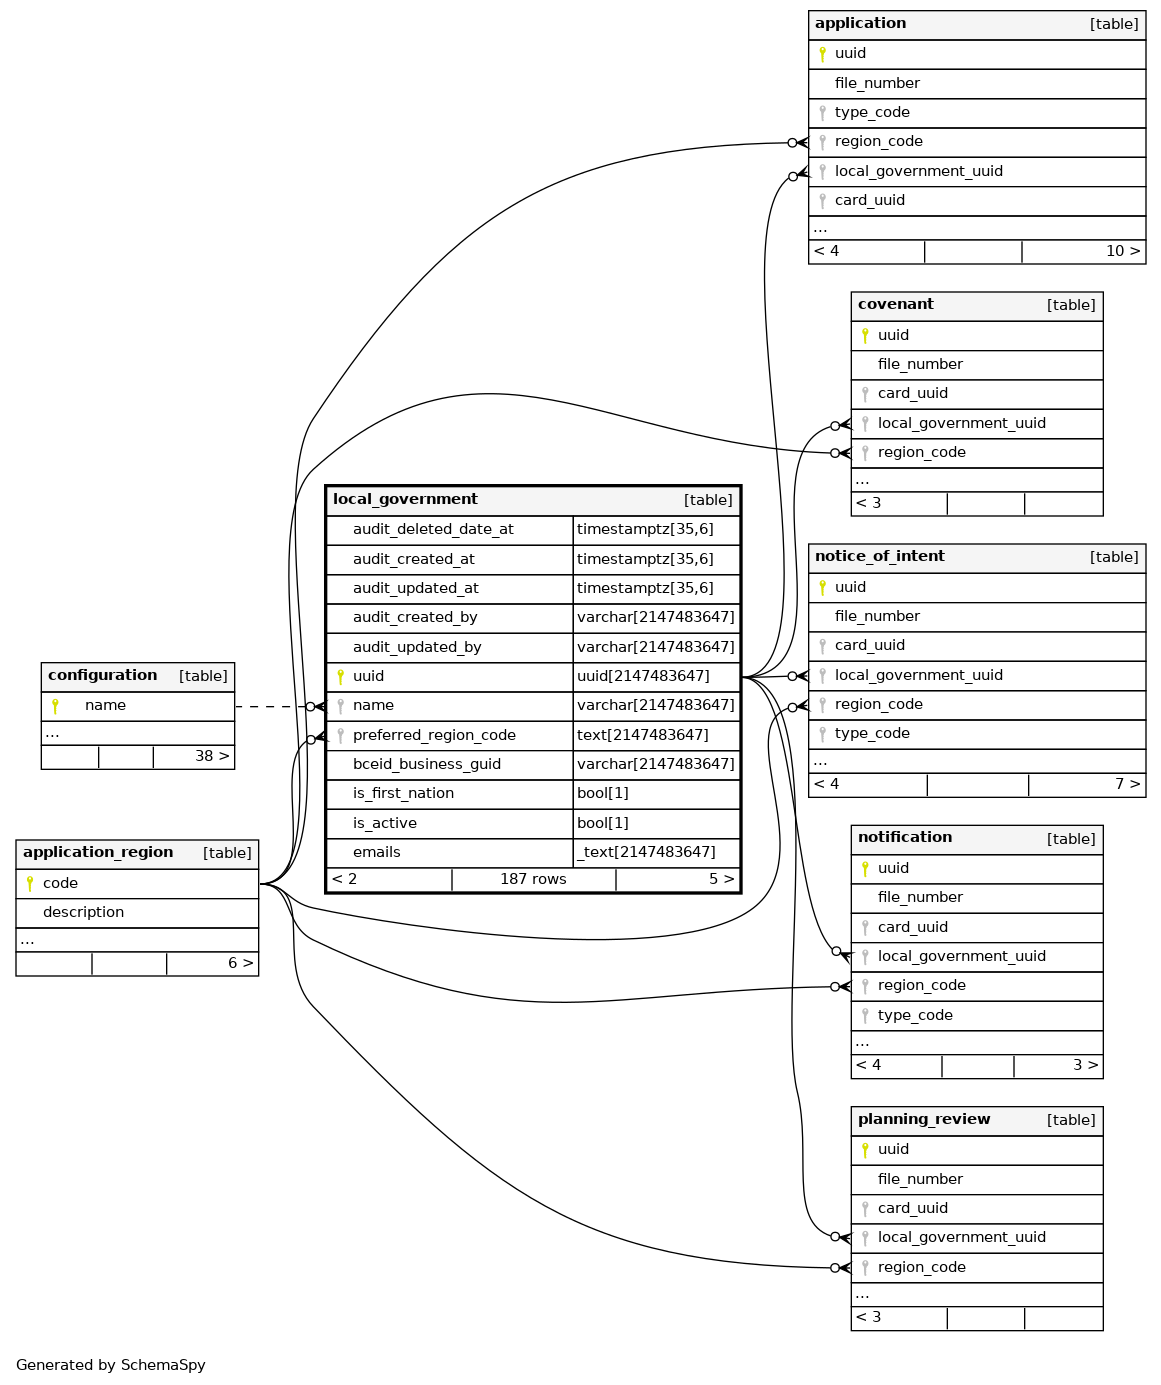 application [table]
uuid
file_number
type_code
region_code
local_government_uuid
card_uuid
...
< 4 10 >
covenant [table]
uuid
file_number
card_uuid
local_government_uuid
region_code
...
< 3
local_government [table]
audit_deleted_date_at timestamptz[35,6]
audit_created_at timestamptz[35,6]
audit_updated_at timestamptz[35,6]
audit_created_by varchar[2147483647]
audit_updated_by varchar[2147483647]
uuid uuid[2147483647]
name varchar[2147483647]
preferred_region_code text[2147483647]
bceid_business_guid varchar[2147483647]
is_first_nation bool[1]
is_active bool[1]
emails _text[2147483647]
< 2 187 rows 5 >
notice_of_intent [table]
uuid
file_number
card_uuid
local_government_uuid
region_code
type_code
...
< 4 7 >
configuration [table]
name
...
38 >
application_region [table]
code
description
...
6 >
notification [table]
uuid
file_number
card_uuid
local_government_uuid
region_code
type_code
...
< 4 3 >
planning_review [table]
uuid
file_number
card_uuid
local_government_uuid
region_code
...
< 3
Generated by SchemaSpy